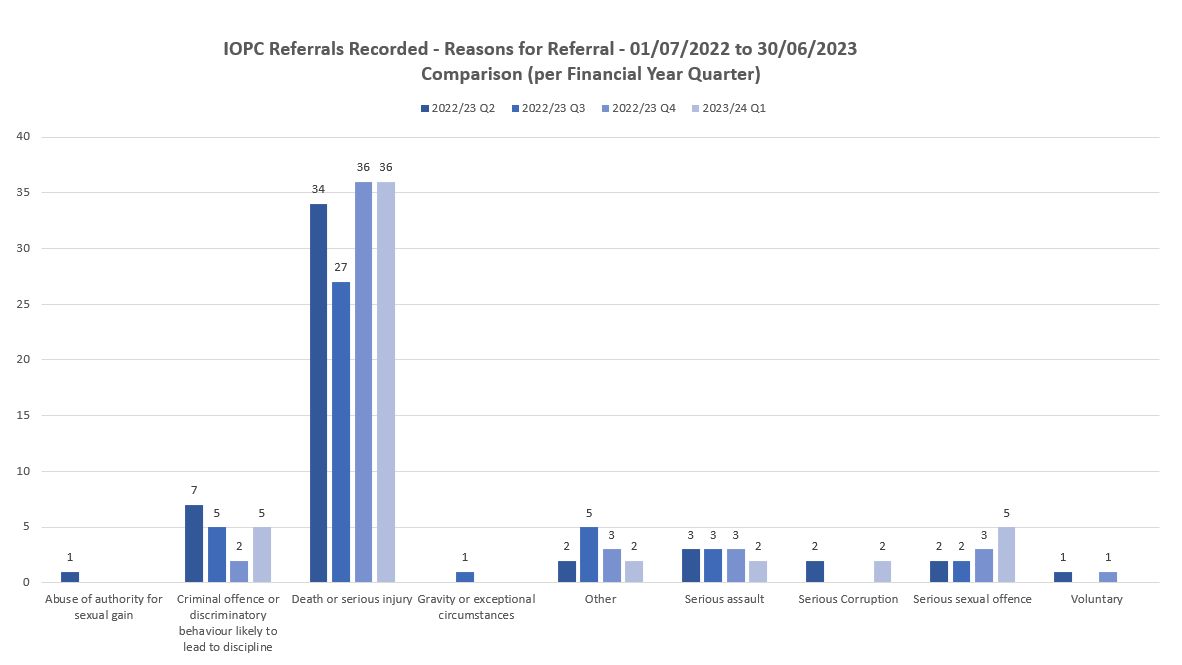 IOPC Referrals Recorded - Reasons for Referral - 01/07/2022 to 30/06/2023
Comparison (per Financial Year Quarter)
2022/23 Q2 2022/23 Q3 2022/23 Q4 2023/24 Q1
40
35
30
25
20
15
10
5
0
1
7
5
2
5
34
27
36
36
1
2
5
3
2
3
3
3
2
2
2
2
2
3
5
1
1
Abuse of authority for
sexual gain
Criminal offence or
discriminatory
behaviour likely to
lead to discipline
Death or serious injury
Gravity or exceptional
circumstances
Other
Serious assault
Serious Corruption
Serious sexual offence
Voluntary